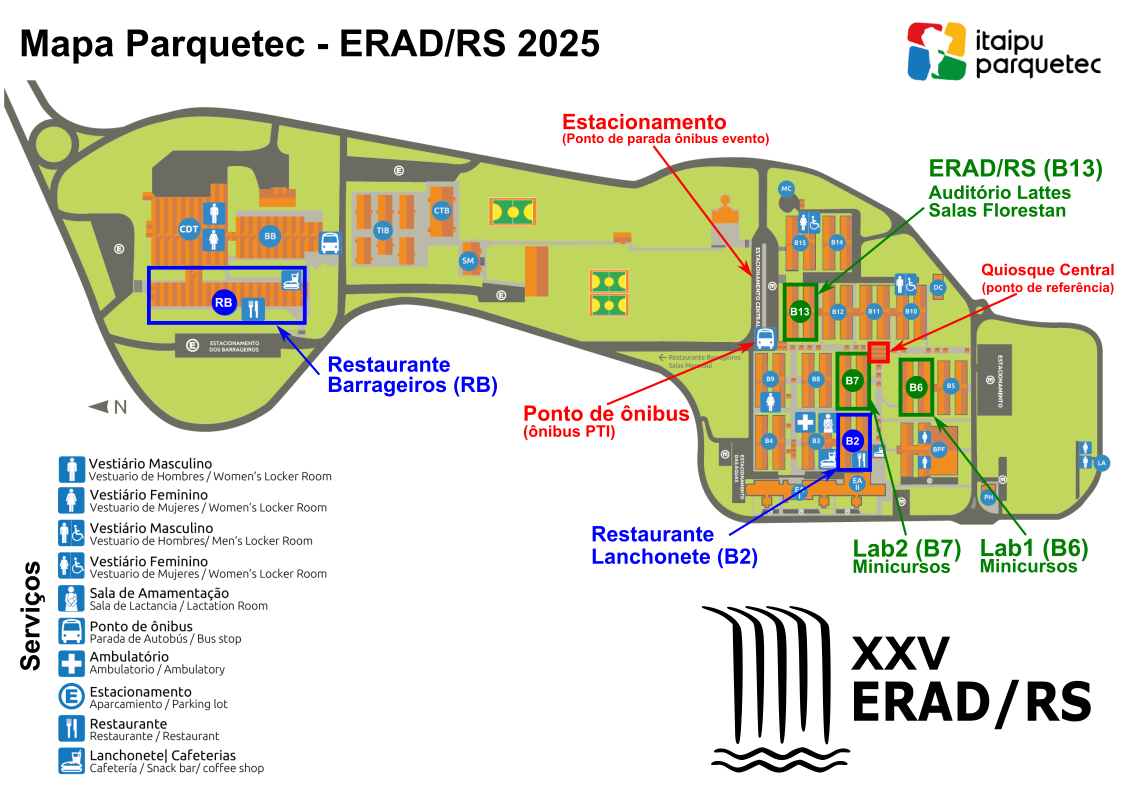 Mapa Parquetec - ERAD/RS 2025
itaipu
parquetec
Estacionamento
(Ponto de parada ônibus evento)
ERAD/RS (B13)
Auditório Lattes
Salas Florestan
Quiosque Central
(ponto de referência)
MC
B15
B14
DC
B13
B12
B11
B10
ESTACIONAMENTO CENTRAL
E
E
CTB
TIB
SM
E
E
CDT
BB
RB
E
ESTACIONAMENTO
DOS BARRAGEIROS
Restaurante
Barrageiros (RB)
N
Restaurante Barrageiros
Salas Mercosul
B9
B8
B7
B6
B5
E
ESTACIONAMENTO
Ponto de ônibus
(ônibus PTI)
B4
B3
B2
BPF
E
ESTACIONAMENTO
DAS ÁGUAS
EA
I
EA
II
E
E
E
PH
LA
Restaurante
Lanchonete (B2)
Lab2 (B7)
Minicursos
Lab1 (B6)
Minicursos
Serviços
Vestiário Masculino
Vestuario de Hombres / Women's Locker Room
Vestiário Feminino
Vestuario de Mujeres / Women's Locker Room
Vestiário Masculino
Vestuario de Hombres/ Men's Locker Room
Vestiário Feminino
Vestuario de Mujeres / Women's Locker Room
Sala de Amamentação
Sala de Lactancia / Lactation Room
Ponto de ônibus
Parada de Autobús / Bus stop
Ambulatório
Ambulatorio / Ambulatory
E
Estacionamento
Aparcamiento / Parking lot
Restaurante
Restaurante / Restaurant
Lanchonete| Cafeterias
Cafetería / Snack bar/ coffee shop
XXV
ERAD/RS